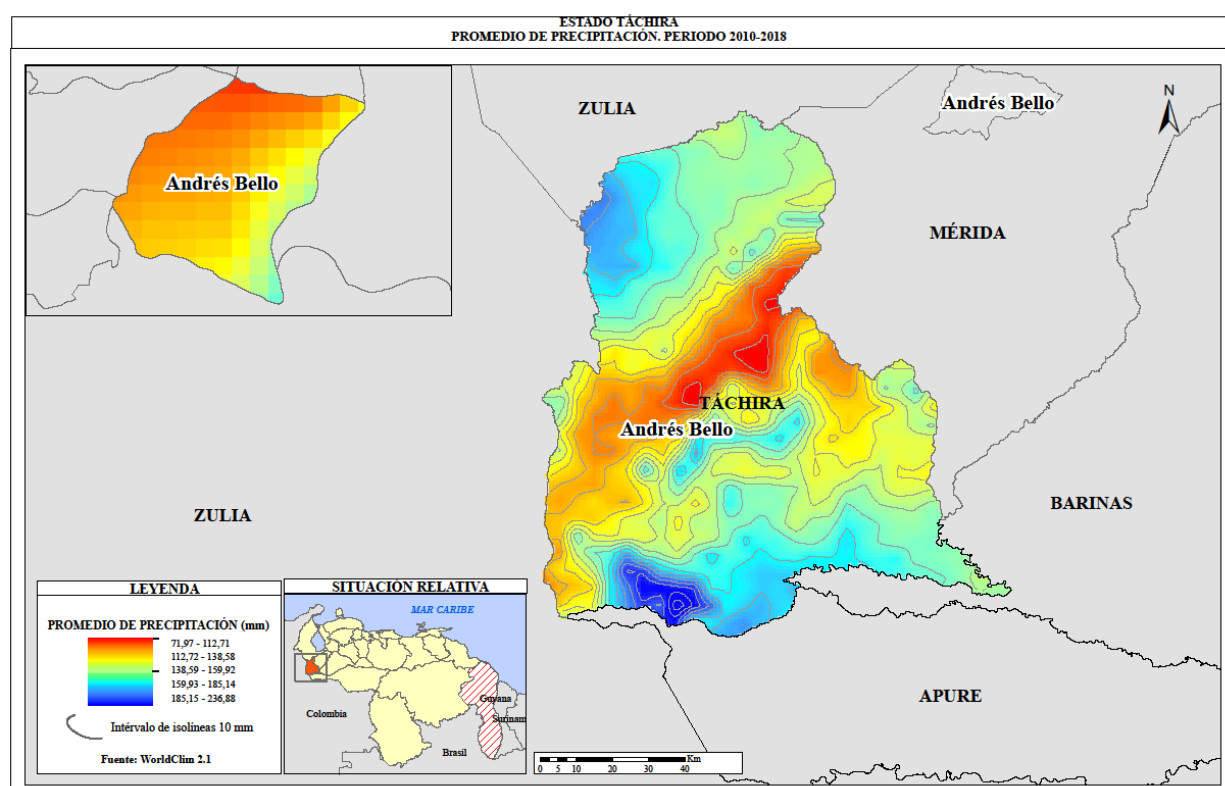 ESTADO TÁCHIRA
PROMEDIO DE PRECIPITACIÓN. PERIODO 2010-2018
ZULIA
Andrés Bello
N
Andrés Bello
MÉRIDA
TÁCHIRA
Andrés Bello
ZULIA
BARINAS
APURE
LEYENDA
PROMEDIO DE PRECIPITACIÓN (mm)
71,97 - 112,71
112,72 - 138,58
138,59 - 159,92
159,93 - 185,14
185,15 - 236,88
Intérvalo de isolíneas 10 mm
Fuente: WorldClim 2.1
SITUACIÓN RELATIVA
MAR CARIBE
Guyana
Surinam
Colombia
Brasil
Km
0 5 10 20 30 40